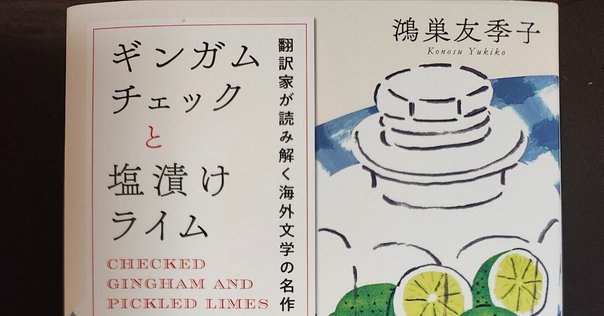 鴻巣友季子
Konosu Yukiko
翻訳家が読み解く海外文学の名作
ギンガム
チェック
と
塩漬け
ライム
CHECKED
GINGHAM AND
PICKLED LIMES